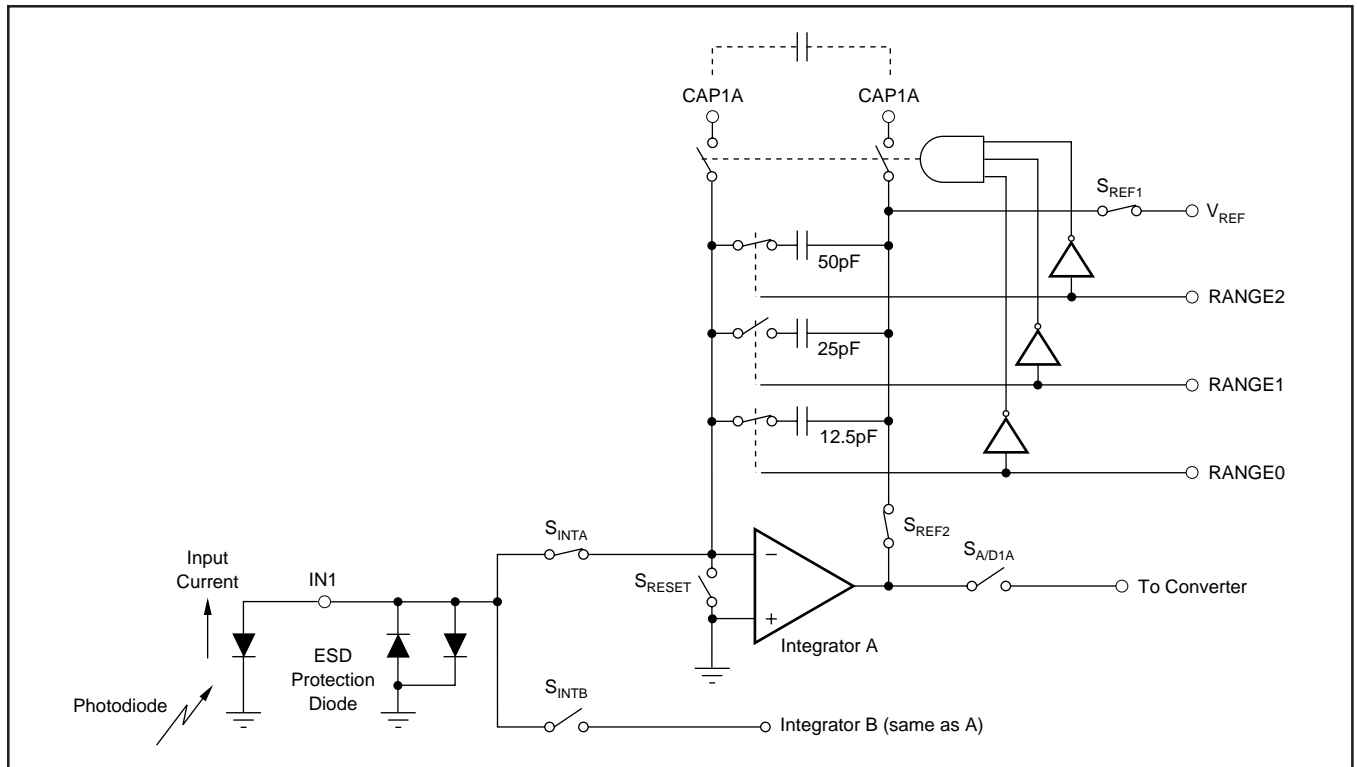 CAP1A
CAP1A
S_REF1
V_REF
50pF
RANGE2
25pF
RANGE1
12.5pF
RANGE0
S_REF2
S_INTA
S_A/D1A
Input
Current
IN1
S_RESET
−
+
To Converter
Integrator A
ESD
Protection
Diode
Photodiode
S_INTB
Integrator B (same as A)